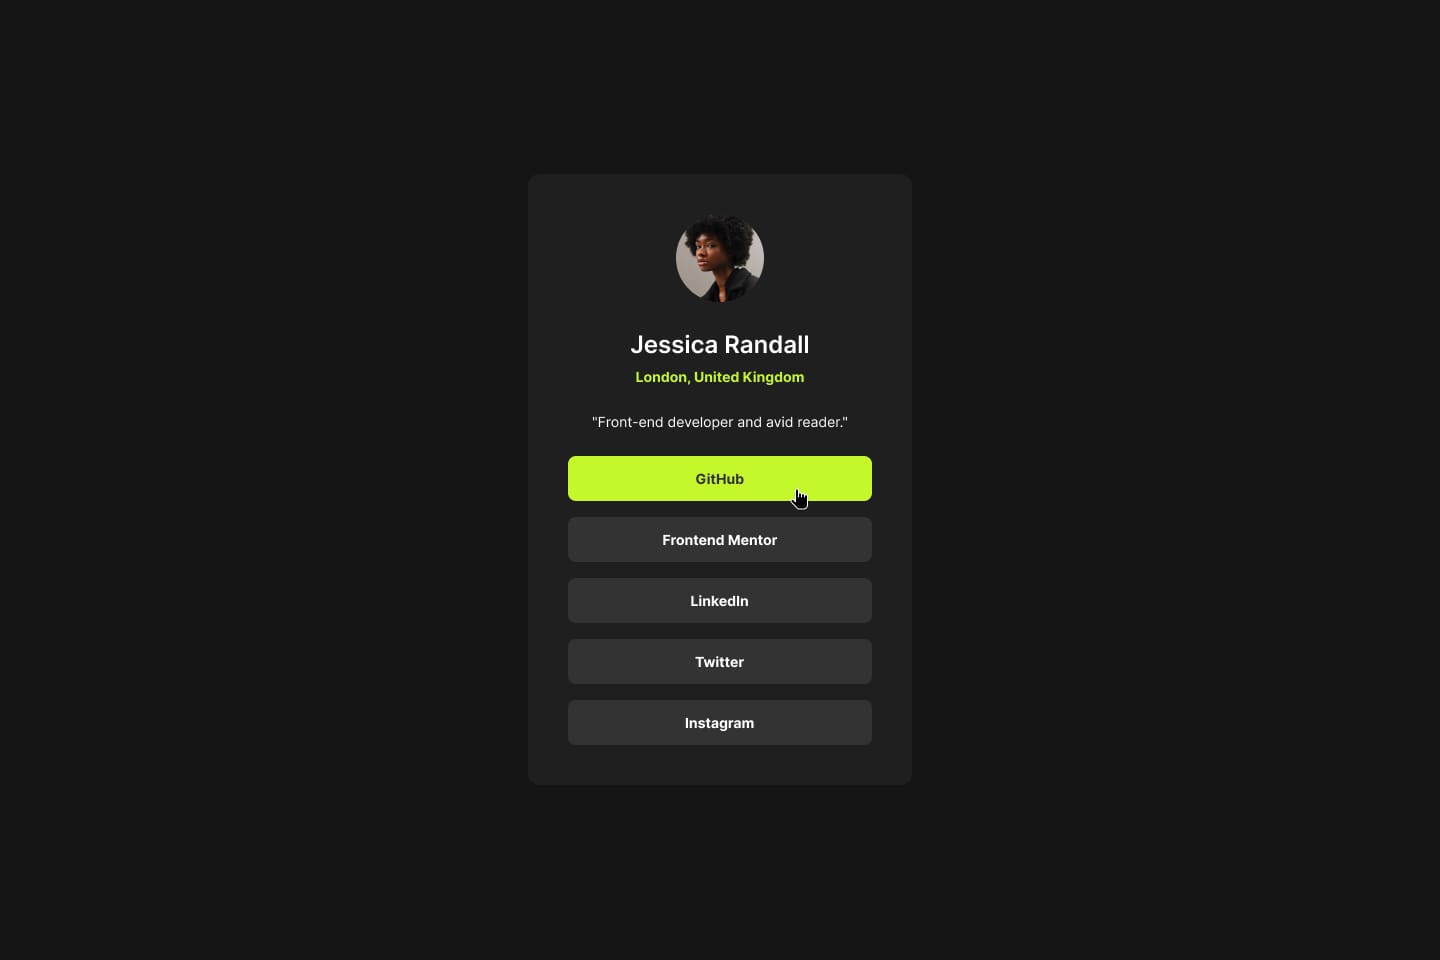 Jessica Randall
London, United Kingdom
"Front-end developer and avid reader."
GitHub
Frontend Mentor
LinkedIn
Twitter
Instagram